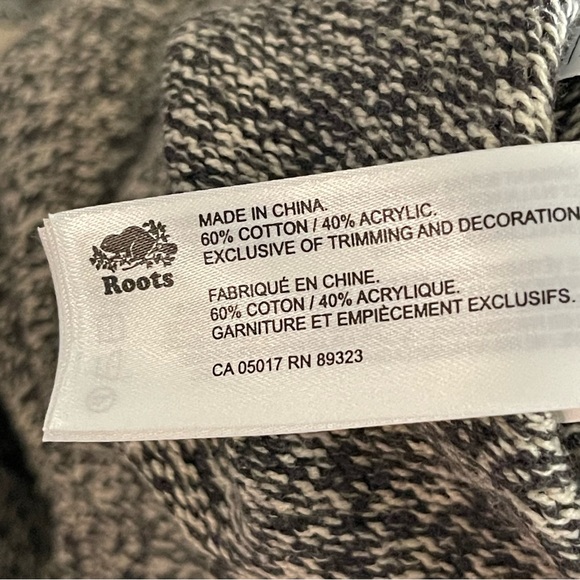 Roots
MADE IN CHINA.
60% COTTON / 40% ACRYLIC.
EXCLUSIVE OF TRIMMING AND DECORATION
FABRIQUÉ EN CHINE.
60% COTON / 40% ACRYLIQUE.
GARNITURE ET EMPIÈCEMENT EXCLUSIFS.
CA 05017 RN 89323